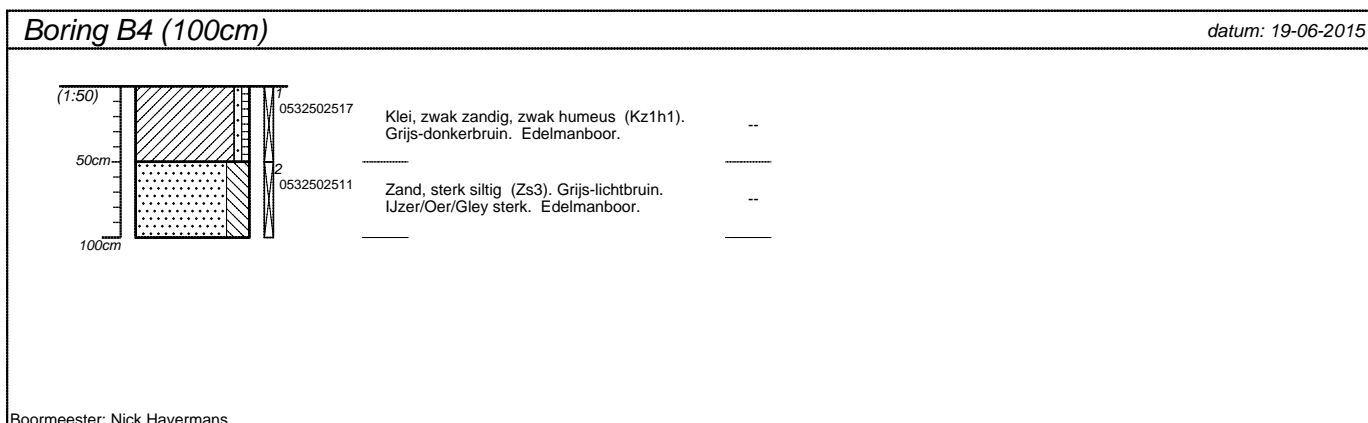 Boring B4 (100cm)
datum: 19-06-2015
(1:50)
1
0532502517
Klei, zwak zandig, zwak humeus (Kz1h1).
Grijs-donkerbruin. Edelmanboor.
--
50cm
2
0532502511
Zand, sterk siltig (Zs3). Grijs-lichtbruin.
IJzer/Oer/Gley sterk. Edelmanboor.
--
100cm
Boormeester: Nick Havermans